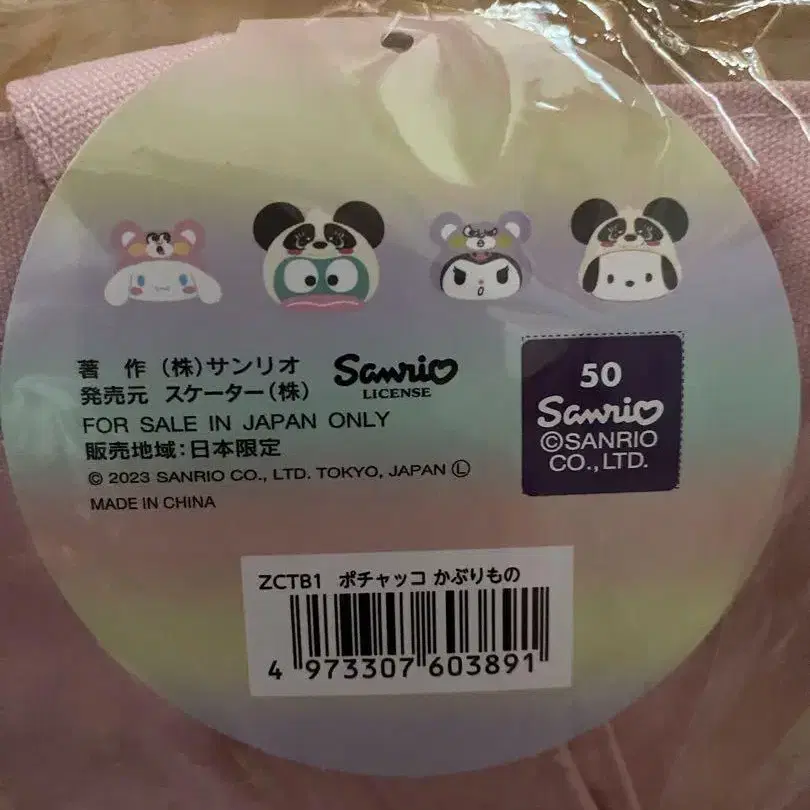 著 作 (株)サンリオ
発売元 スケーター(株)
FOR SALE IN JAPAN ONLY
販売地域:日本限定
© 2023 SANRIO CO., LTD. TOKYO, JAPAN Ⓛ
MADE IN CHINA
Sanrio
LICENSE
50
Sanrio
©SANRIO
CO.,LTD.
ZCTB1 ポチャッコ かぶりもの
4 973307 603891